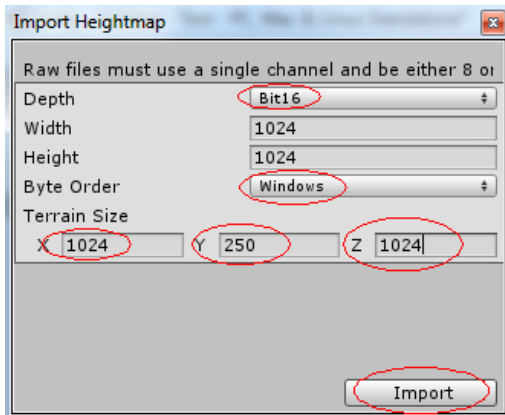 Import Heightmap
Raw files must use a single channel and be either 8 or
Depth Bit16
Width 1024
Height 1024
Byte Order Windows
Terrain Size
X 1024 Y 250 Z 1024
Import